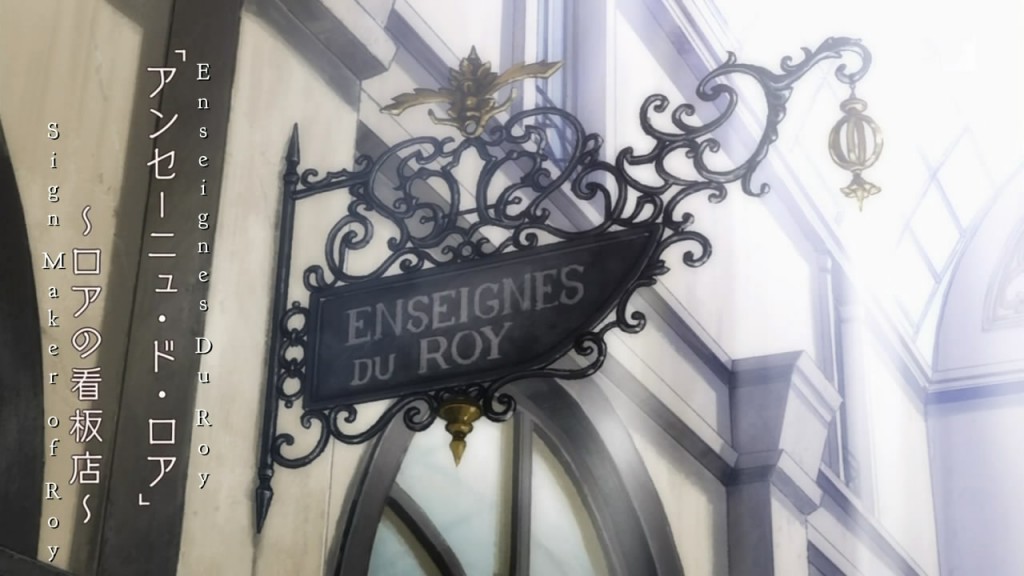 Enseignes Du Roy
「アンセーニュ・ド・ロア」
～ロアの看板店～
Sign Maker of Roy
ENSEIGNES
DU ROY